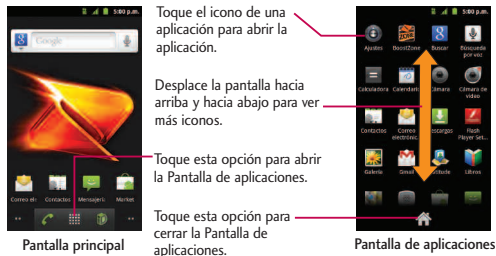 5:00 p.m.
Google
Correo ele
Contactos
Mensajerí
Market
Pantalla principal
Toque el icono de una
aplicación para abrir la
aplicación.
Desplace la pantalla hacia
arriba y hacia abajo para ver
más iconos.
Toque esta opción para abrir
la Pantalla de aplicaciones.
Toque esta opción para
cerrar la Pantalla de
aplicaciones.
5:00 p.m.
Ajustes
BoostZone
Buscar
Búsqueda
por voz
Calculadora
Calendario
Cámara
Cámara de
video
Contactos
Correo
electrónic..
Descargas
Flash
Player Set...
Galería
Gmail
Libros
Pantalla de aplicaciones